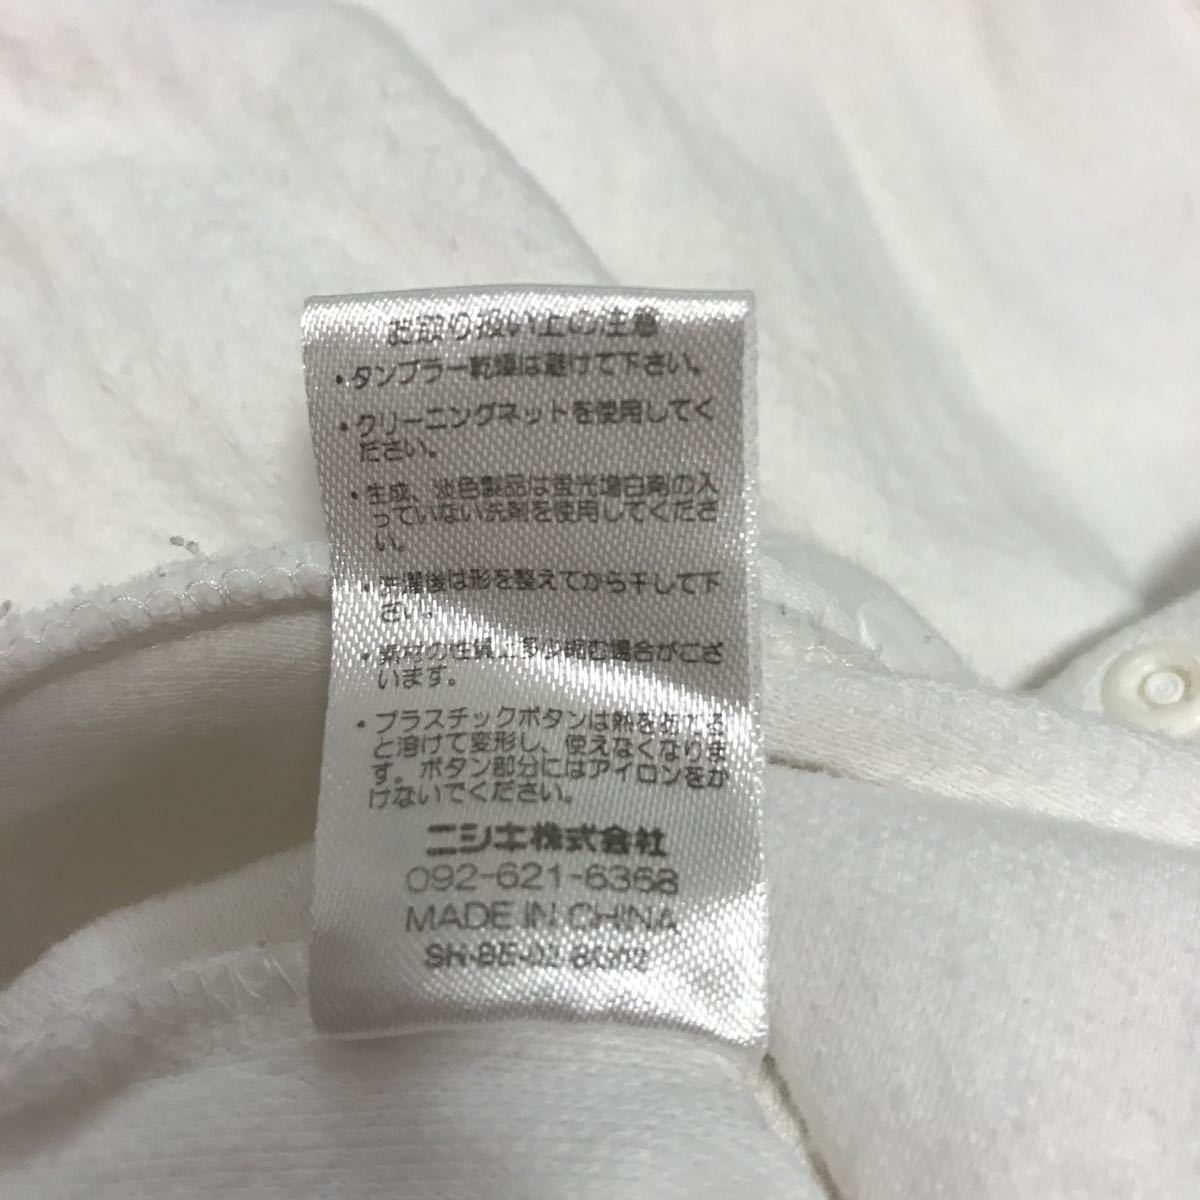 お取り扱い上の注意
・タンブラー乾燥は避けて下さい。
・クリーニングネットを使用してく
ださい。
・生成、淡色製品は蛍光増白剤の入
っていない洗剤を使用してくださ
い。
・洗濯後は形を整えてから干して下
さい。
・素材の性質上多少縮む場合がござ
います。
・プラスチックボタンは熱を加えると
と溶けて変形し、使えなくなりま
す。ボタン部分にはアイロンをか
けないでください。
ニシキ株式会社
092-621-6368
MADE IN CHINA